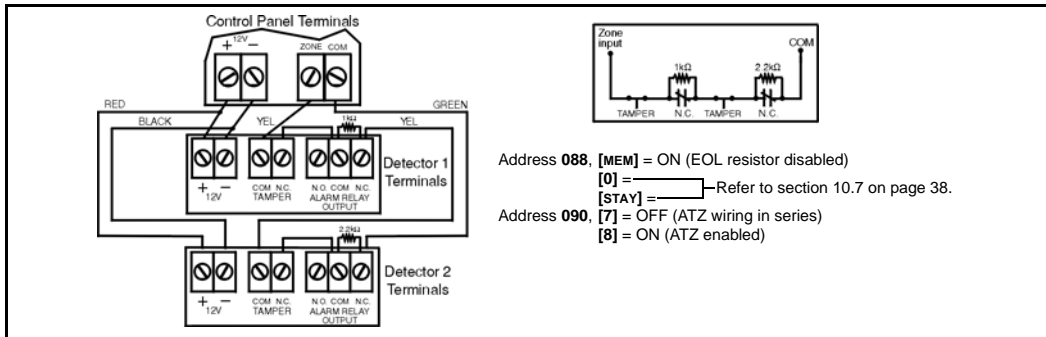 Control Panel Terminals
+ 12V −
ZONE COM
RED
GREEN
BLACK
YEL
1kΩ
YEL
Detector 1
Terminals
+ 12V −
COM N.C.
TAMPER
N.O. COM N.C.
ALARM RELAY
OUTPUT
2.2kΩ
Detector 2
Terminals
+ 12V −
COM N.C.
TAMPER
N.O. COM N.C.
ALARM RELAY
OUTPUT
Zone
input
COM
1kΩ
2.2kΩ
TAMPER N.C. TAMPER N.C.
Address 088, [MEM] = ON (EOL resistor disabled)
[0] =
[STAY] =
Refer to section 10.7 on page 38.
Address 090, [7] = OFF (ATZ wiring in series)
[8] = ON (ATZ enabled)